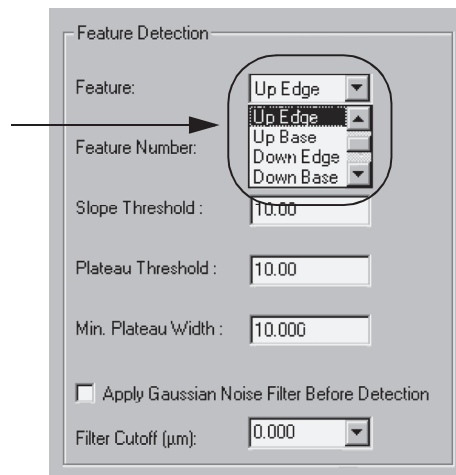 Feature Detection
Feature: Up Edge
Up Edge
Up Base
Feature Number:
Down Edge
Down Base
Slope Threshold : 10.00
Plateau Threshold : 10.00
Min. Plateau Width : 10.000
Apply Gaussian Noise Filter Before Detection
Filter Cutoff (µm): 0.000